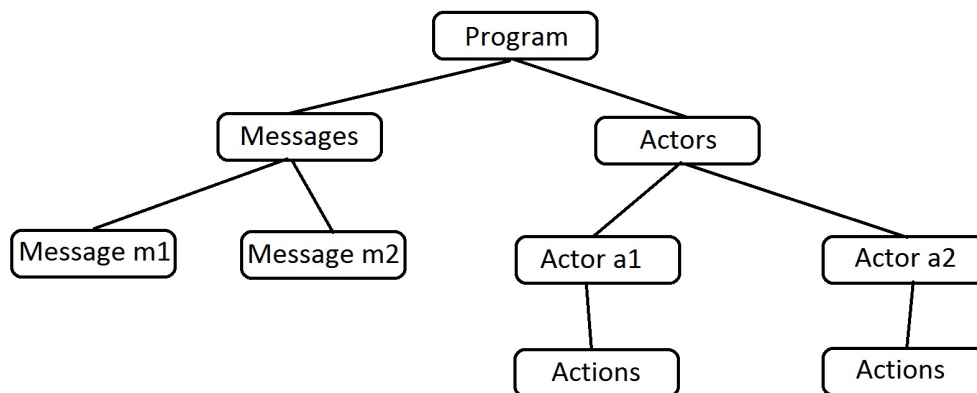 Program
Messages
Actors
Message m1
Message m2
Actor a1
Actor a2
Actions
Actions